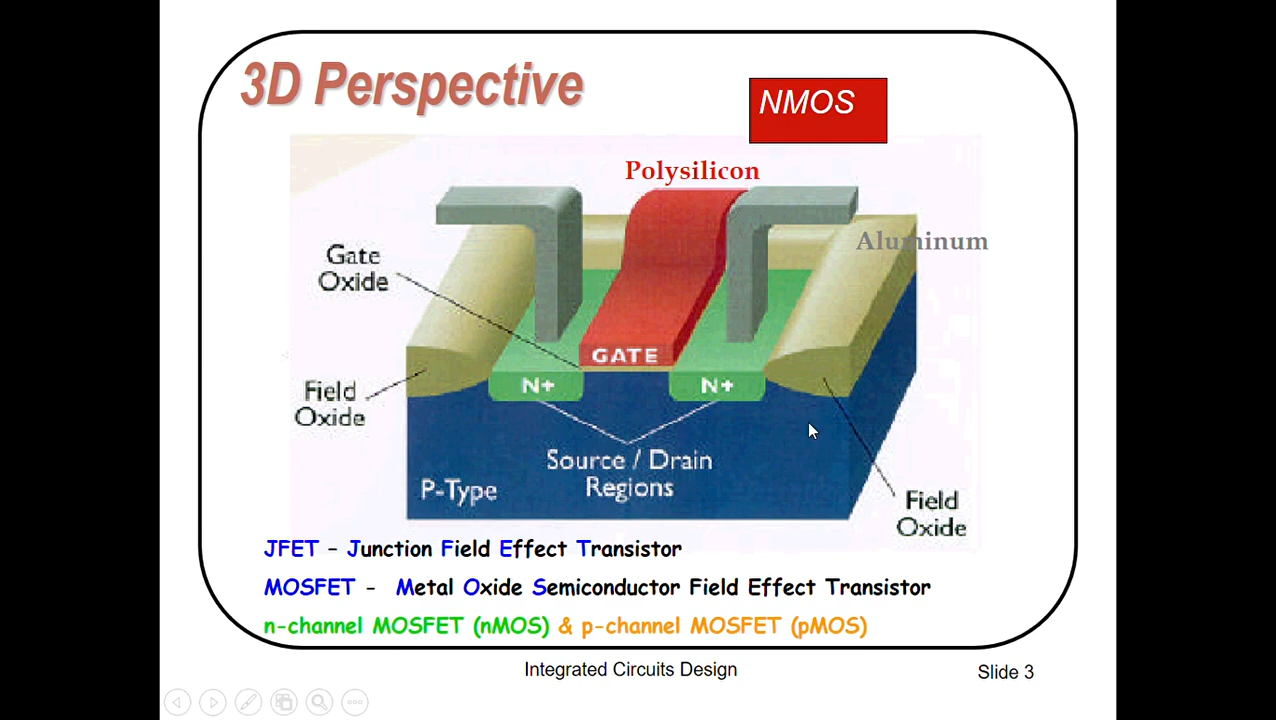 3D Perspective
NMOS
Polysilicon
Aluminum
Gate
Oxide
GATE
N+
N+
Field
Oxide
Source / Drain
Regions
P-Type
Field
Oxide
JFET - Junction Field Effect Transistor
MOSFET - Metal Oxide Semiconductor Field Effect Transistor
n-channel MOSFET (nMOS) & p-channel MOSFET (pMOS)
Integrated Circuits Design
Slide 3